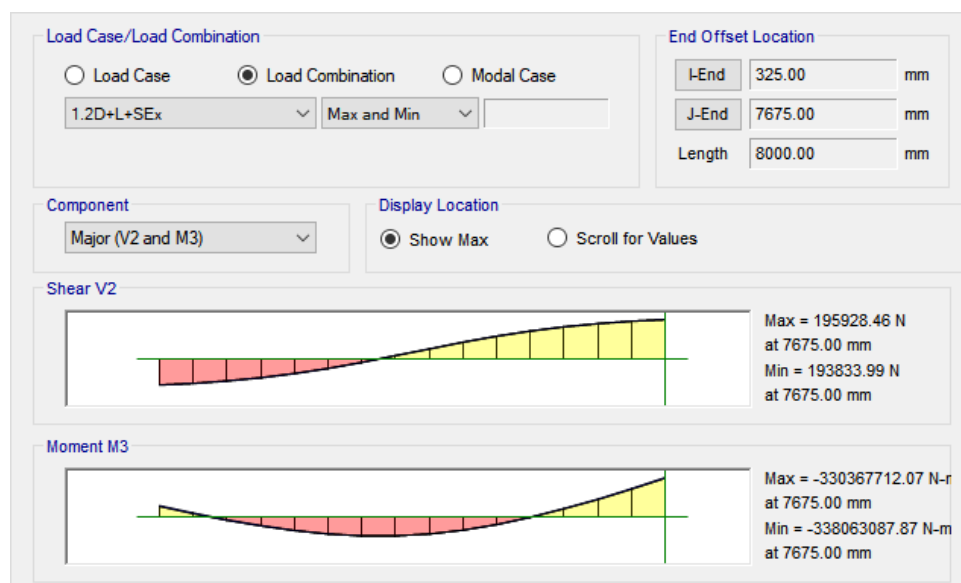 Load Case/Load Combination
End Offset Location
Load Case
Load Combination
Modal Case
I-End
325.00
mm
1.2D+L+SEx
Max and Min
J-End
7675.00
mm
Length
8000.00
mm
Component
Display Location
Major (V2 and M3)
Show Max
Scroll for Values
Shear V2
Max = 195928.46 N
at 7675.00 mm
Min = 193833.99 N
at 7675.00 mm
Moment M3
Max = -330367712.07 N-
at 7675.00 mm
Min = -338063087.87 N-m
at 7675.00 mm